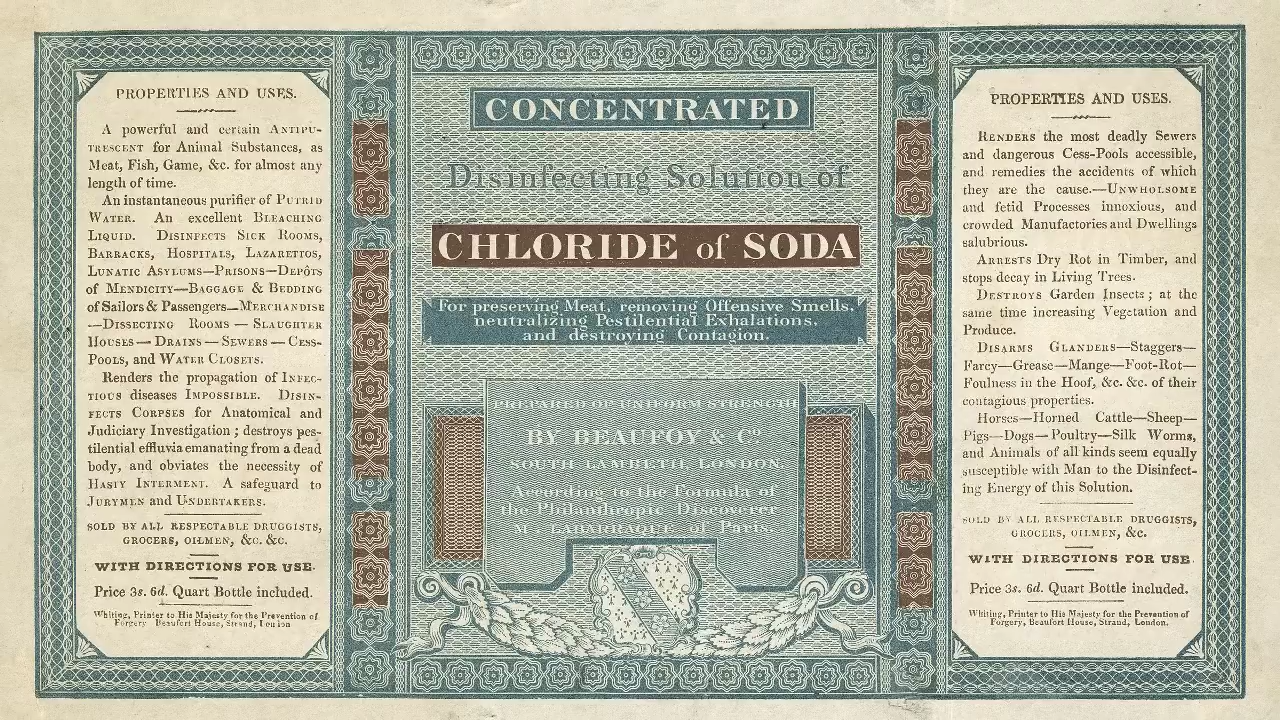 PROPERTIES AND USES.
A powerful and certain ANTIPU-
TRESCENT for Animal Substances, as
Meat, Fish, Game, &c. for almost any
length of time.
An instantaneous purifier of PUTRID
WATER. An excellent BLEACHING
LIQUID. DISINFECTS SICK ROOMS,
BARRACKS, HOSPITALS, LAZARETTOS,
LUNATIC ASYLUMS—PRISONS—DEPÔTS
of MENDICITY—BAGGAGE & BEDDING
of Sailors & Passengers—MERCHANDISE
—DISSECTING ROOMS — SLAUGHTER
HOUSES — DRAINS — SEWERS — CESS-
POOLS, and WATER CLOSETS.
Renders the propagation of INFEC-
TIOUS diseases IMPOSSIBLE. DISIN-
FECTS CORPSES for Anatomical and
Judiciary Investigation; destroys pes-
tilential effluvia emanating from a dead
body, and obviates the necessity of
HASTY INTERMENT. A safeguard to
JURYMEN and UNDERTAKERS.
SOLD BY ALL RESPECTABLE DRUGGISTS,
GROCERS, OILMEN, &C. &C.
WITH DIRECTIONS FOR USE.
Price 3s. 6d. Quart Bottle included.
Whiting, Printer to His Majesty for the Prevention of
Forgery Beaufort House, Strand, London
CONCENTRATED
Disinfecting Solution of
CHLORIDE of SODA
For preserving Meat, removing Offensive Smells,
neutralizing Pestilential Exhalations,
and destroying Contagion.
PREPARED OF UNIFORM STRENGTH
BY BEAUFOY & Co.
SOUTH LAMBETH, LONDON
According to the Formula of
the Philanthropic Discoverer
M. LABARRAQUE of Paris.
PROPERTIES AND USES.
RENDERS the most deadly Sewers
and dangerous Cess-Pools accessible,
and remedies the accidents of which
they are the cause.—UNWHOLSOME
and fetid Processes innoxious, and
crowded Manufactories and Dwellings
salubrious.
ARRESTS Dry Rot in Timber, and
stops decay in Living Trees.
DESTROYS Garden Insects; at the
same time increasing Vegetation and
Produce.
DISARMS GLANDERS—Staggers—
Farcy—Grease—Mange—Foot-Rot—
Foulness in the Hoof, &c. &c. of their
contagious properties.
Horses—Horned Cattle—Sheep—
Pigs—Dogs—Poultry—Silk Worms,
and Animals of all kinds seem equally
susceptible with Man to the Disinfect-
ing Energy of this Solution.
SOLD BY ALL RESPECTABLE DRUGGISTS,
GROCERS, OILMEN, &c.
WITH DIRECTIONS FOR USE.
Price 3s. 6d. Quart Bottle included.
Whiting, Printer to His Majesty for the Prevention of
Forgery, Beaufort House, Strand; London.